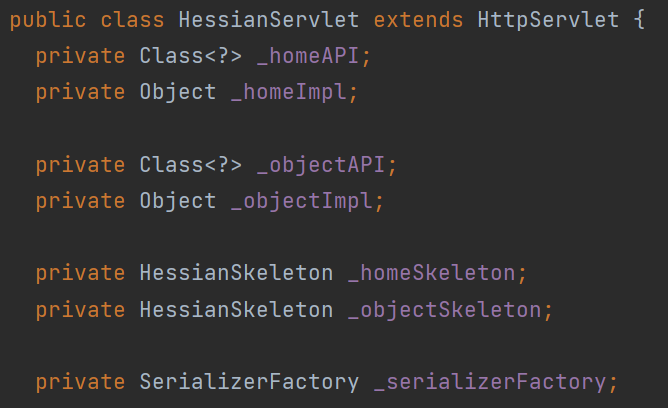 public class HessianServlet extends HttpServlet {
private Class<?> _homeAPI;
private Object _homeImpl;
private Class<?> _objectAPI;
private Object _objectImpl;
private HessianSkeleton _homeSkeleton;
private HessianSkeleton _objectSkeleton;
private SerializerFactory _serializerFactory;